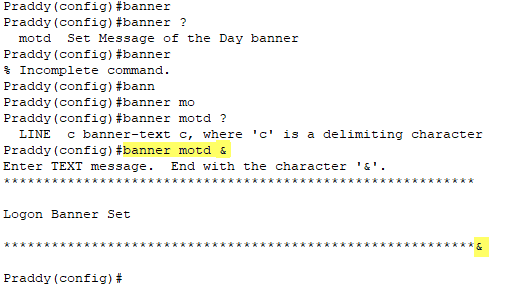 Praddy(config)#banner
Praddy(config)#banner ?
  motd  Set Message of the Day banner
Praddy(config)#banner
% Incomplete command.
Praddy(config)#bann
Praddy(config)#banner mo
Praddy(config)#banner motd ?
  LINE  c banner-text c, where 'c' is a delimiting character
Praddy(config)#banner motd &
Enter TEXT message.  End with the character '&'.
***********************************************************

Logon Banner Set

***********************************************************&

Praddy(config)#